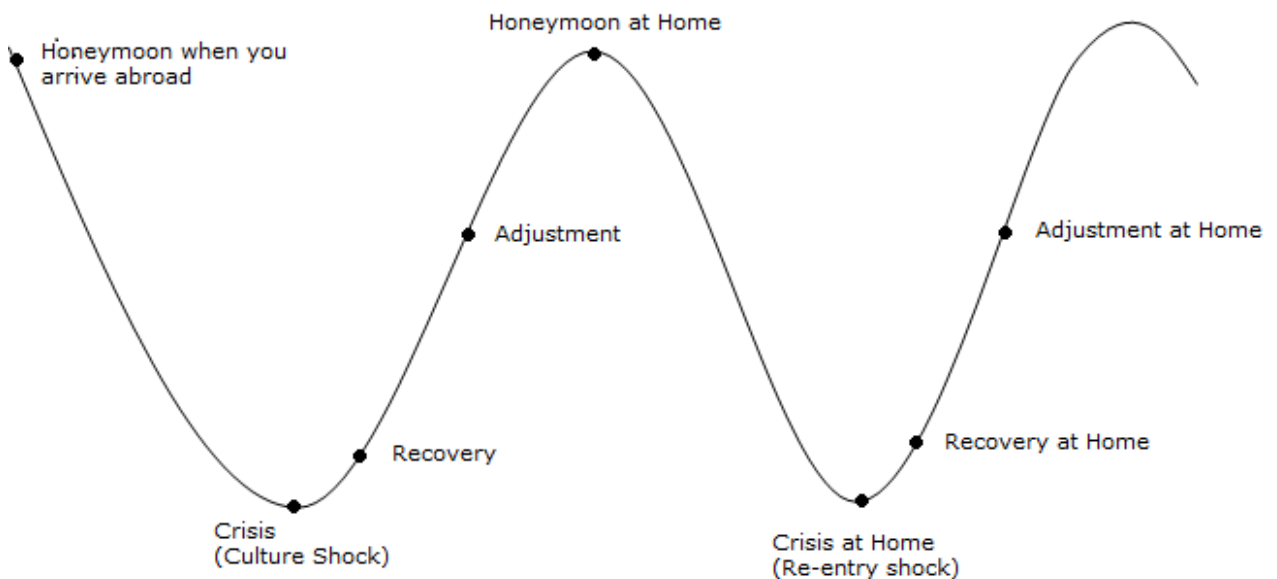 Honeymoon at Home
Honeymoon when you
arrive abroad
Adjustment
Adjustment at Home
Recovery
Recovery at Home
Crisis
(Culture Shock)
Crisis at Home
(Re-entry shock)